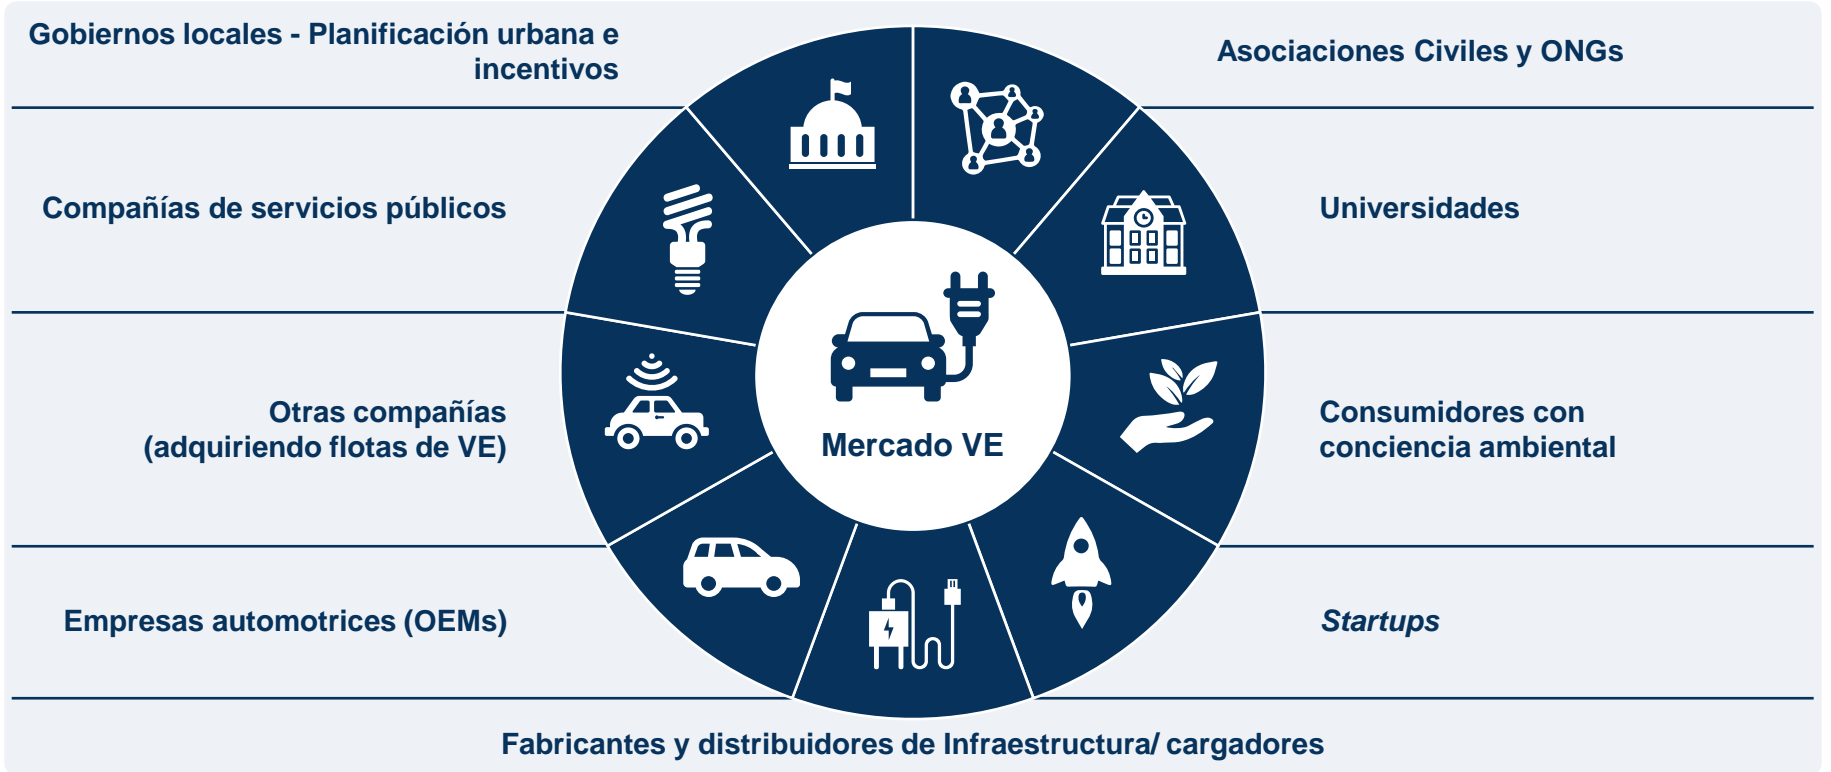 Gobiernos locales - Planificación urbana e
incentivos
Asociaciones Civiles y ONGs
Compañías de servicios públicos
Universidades
Otras compañías
(adquiriendo flotas de VE)
Mercado VE
Consumidores con
conciencia ambiental
Empresas automotrices (OEMs)
Startups
Fabricantes y distribuidores de Infraestructura/ cargadores